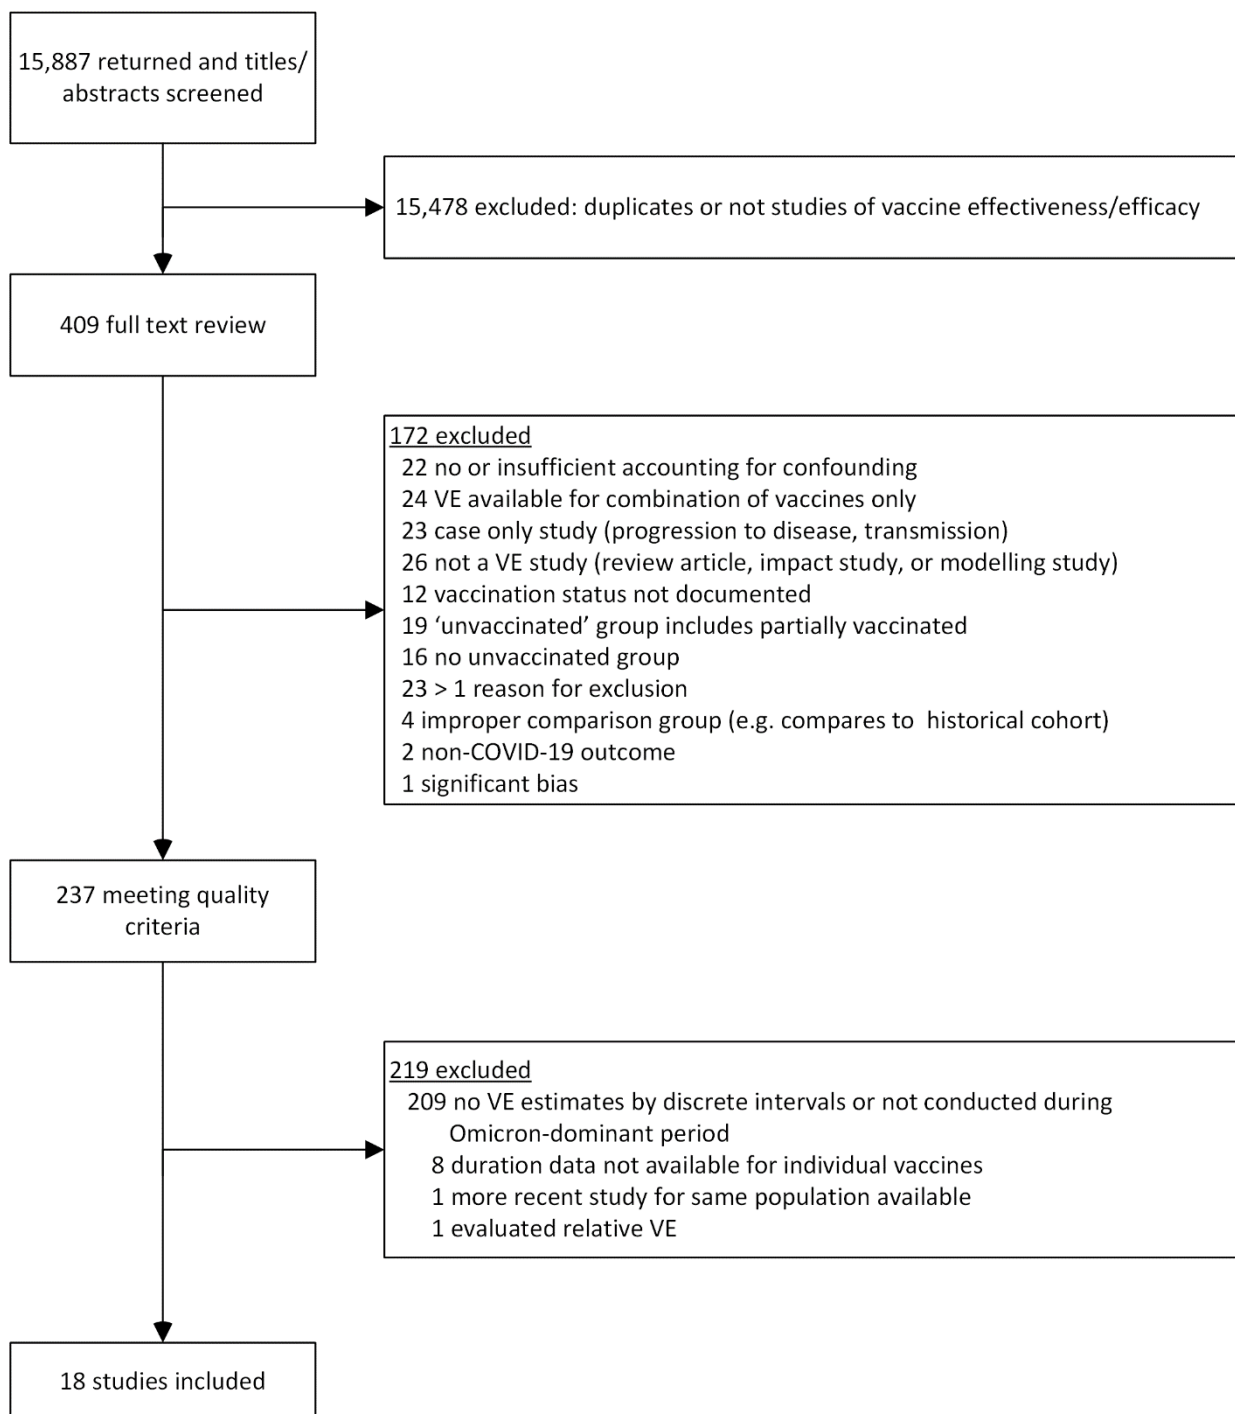 15,887 returned and titles/
abstracts screened
15,478 excluded: duplicates or not studies of vaccine effectiveness/efficacy
409 full text review
172 excluded
22 no or insufficient accounting for confounding
24 VE available for combination of vaccines only
23 case only study (progression to disease, transmission)
26 not a VE study (review article, impact study, or modelling study)
12 vaccination status not documented
19 ‘unvaccinated’ group includes partially vaccinated
16 no unvaccinated group
23 > 1 reason for exclusion
4 improper comparison group (e.g. compares to historical cohort)
2 non-COVID-19 outcome
1 significant bias
237 meeting quality
criteria
219 excluded
209 no VE estimates by discrete intervals or not conducted during
Omicron-dominant period
8 duration data not available for individual vaccines
1 more recent study for same population available
1 evaluated relative VE
18 studies included